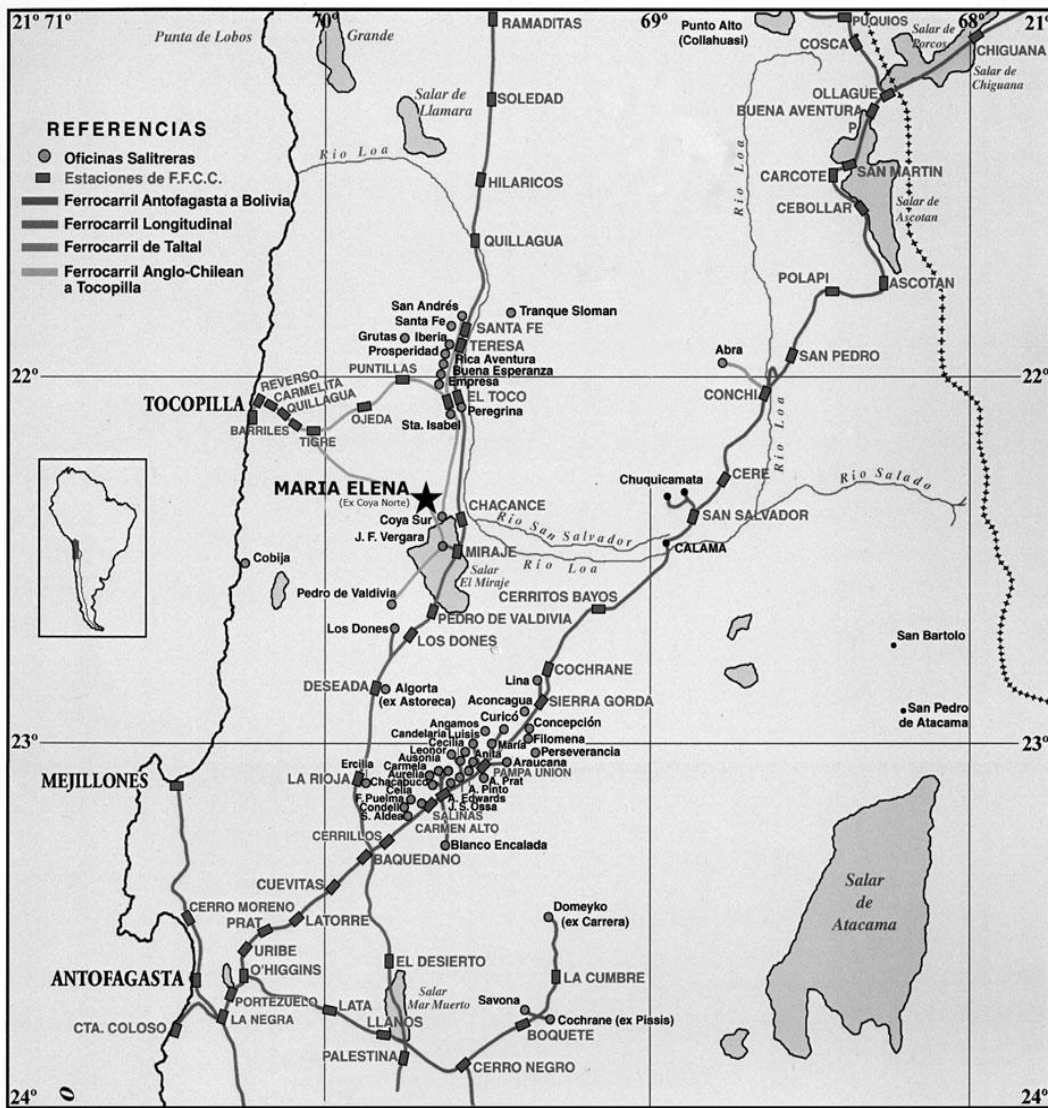 21° 71°
70°
69°
68°
21°
Punta de Lobos
Grande
RAMADITAS
Punto Alto
(Collahuasi)
PUQUIOS
COSCA
Salar de
Porcos
CHIGUANA
Salar de
Chiguana
OLLAGUE
BUENA AVENTURA
P
Salar de
Llamara
SOLEDAD
REFERENCIAS
Oficinas Salitreras
Estaciones de F.F.C.C.
Ferrocarril Antofagasta a Bolivia
Ferrocarril Longitudinal
Ferrocarril de Taltal
Ferrocarril Anglo-Chilean
a Tocopilla
Rio Loa
Rio Loa
HILARICOS
CARCOTE
SAN MARTIN
CEBOLLAR
Salar de
Ascotan
QUILLAGUA
POLAPI
ASCOTAN
San Andrés
Tranque Sloman
Santa Fe
SANTA FE
Grutas
Iberia
TERESA
Prosperidad
Rica Aventura
Buena Esperanza
Empresa
PUNTILLAS
Abra
SAN PEDRO
22°
22°
CONCHI
TOCOPILLA
REVERSO
CARMELITA
QUILLAGUA
BARRILES
TIGRE
OJEDA
EL TOCO
Peregrina
Sta. Isabel
Rio Loa
CERE
Rio Salado
MARIA ELENA
(Ex Coya Norte)
Chuquicamata
CHACANCE
SAN SALVADOR
Coya Sur
Rio San Salvador
J. F. Vergara
MIRAJE
CALAMA
Rio Loa
Cobija
Salar
El Miraje
Pedro de Valdivia
PEDRO DE VALDIVIA
CERRITOS BAYOS
Los Dones
LOS DONES
San Bartolo
COCHRANE
DESEADA
Algorta
(ex Astoreca)
Lina
SIERRA GORDA
Aconcagua
San Pedro
de Atacama
Curicó
Angamos
Concepción
Candelaria
Luisis
Filomena
23°
23°
Cecilia
María
Leonor
Anita
Perseverancia
Ausonia
Ercilia
Carmela
Araucana
PAMPA UNION
MEJILLONES
LA RIOJA
Aurelia
Chacabuco
A. Prat
Celia
A. Pinto
F. Puelma
A. Edwards
Condell
J. S. Ossa
SALINAS
S. Aldea
CARMEN ALTO
CERRILLOS
Blanco Encalada
BAQUEDANO
CUEVITAS
Salar
de
Atacama
CERRO MORENO
LATORRE
Domeyko
(ex Carrera)
PRAT
URIBE
O'HIGGINS
EL DESIERTO
ANTOFAGASTA
LA CUMBRE
PORTEZUELO
LATA
Salar
Mar Muerto
Savona
Cochrane (ex Pissis)
CTA. COLOSO
LA NEGRA
LLANOS
BOQUETE
PALESTINA
CERRO NEGRO
24°
24°